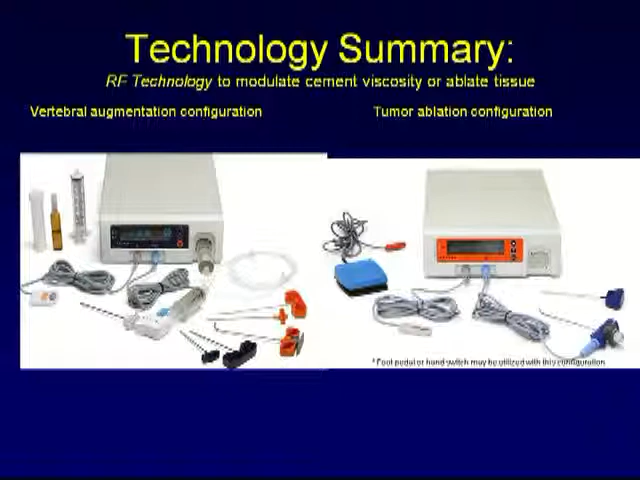 Technology Summary:
RF Technology to modulate cement viscosity or ablate tissue
Vertebral augmentation configuration
Tumor ablation configuration
* Foot pedal or hand switch may be utilized with this configuration